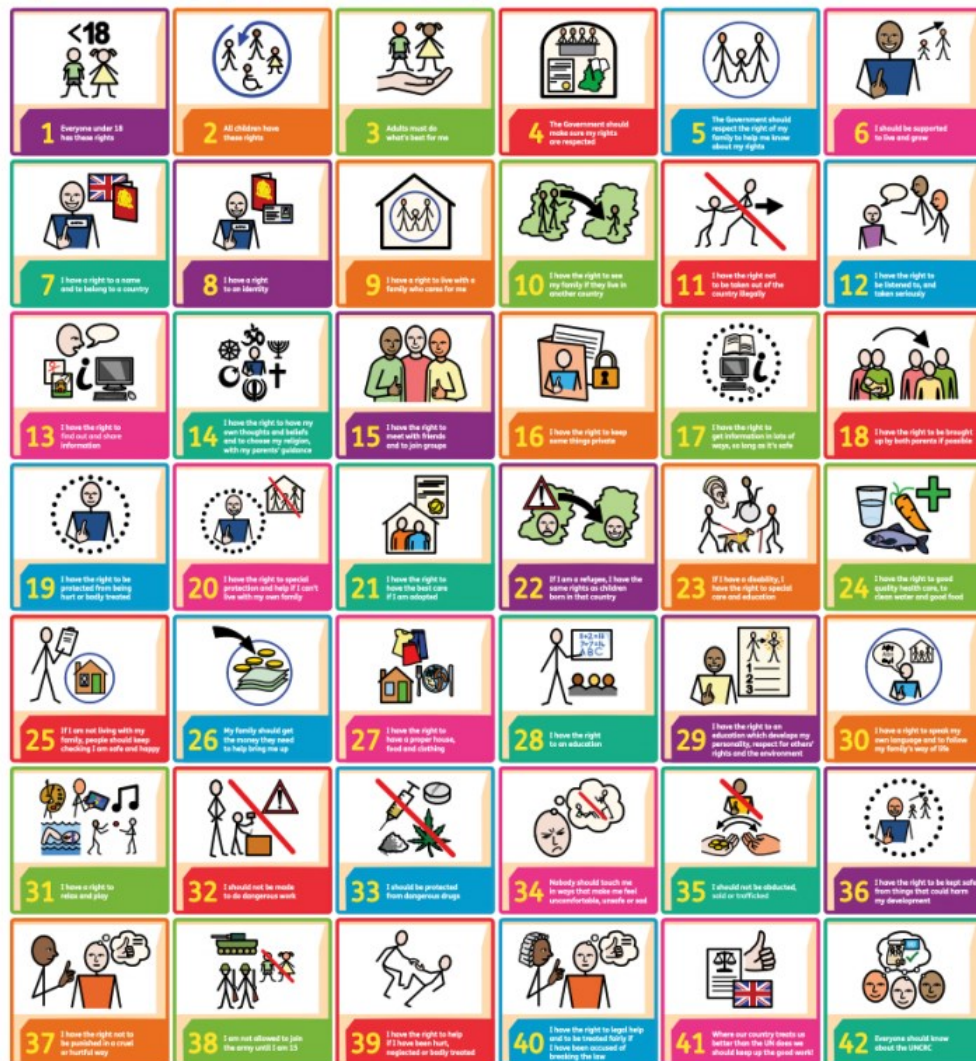 <18
1 Everyone under 18
has these rights
2 All children have
these rights
3 Adults must do
what's best for me
4 The Government should
make sure my rights
are respected
5 The Government should
respect the right of my
family to help me know
about my rights
6 I should be supported
to live and grow
7 I have a right to a name
and to belong to a country
8 I have a right
to an identity
9 I have a right to live with a
family who cares for me
10 I have the right to see
my family if they live in
another country
11 I have the right not
to be taken out of the
country illegally
12 I have the right to
be listened to, and
taken seriously
13 I have the right to
find out and share
information
14 I have the right to have my
own thoughts and beliefs
and to choose my religion,
with my parents' guidance
15 I have the right to
meet with friends
and to join groups
16 I have the right to keep
some things private
17 I have the right to
get information in lots of
ways, so long as it's safe
18 I have the right to be brought
up by both parents if possible
19 I have the right to be
protected from being
hurt or badly treated
20 I have the right to special
protection and help if I can't
live with my own family
21 I have the right to
have the best care
if I am adopted
22 If I am a refugee, I have the
same rights as children
born in that country
23 If I have a disability, I
have the right to special
care and education
24 I have the right to good
quality health care, to
clean water and good food
25 If I am not living with my
family, people should keep
checking I am safe and happy
26 My family should get
the money they need
to help bring me up
27 I have the right to
have a proper house,
food and clothing
ABC
28 I have the right
to an education
1
2
3
29 I have the right to an
education which develops my
personality, respect for others'
rights and the environment
30 I have a right to speak my
own language and to follow
my family's way of life
31 I have a right to
relax and play
32 I should not be made
to do dangerous work
33 I should be protected
from dangerous drugs
34 Nobody should touch me
in ways that make me feel
uncomfortable, unsafe or sad
35 I should not be abducted,
sold or trafficked
36 I have the right to be kept safe
from things that could harm
my development
37 I have the right not to
be punished in a cruel
or hurtful way
38 I am not allowed to join
the army until I am 15
39 I have the right to help
if I have been hurt,
neglected or badly treated
40 I have the right to legal help
and to be treated fairly if
I have been accused of
breaking the law
41 Where our country treats us
better than the UN does we
should keep up the good work!
42 Everyone should know
about the UNCRC